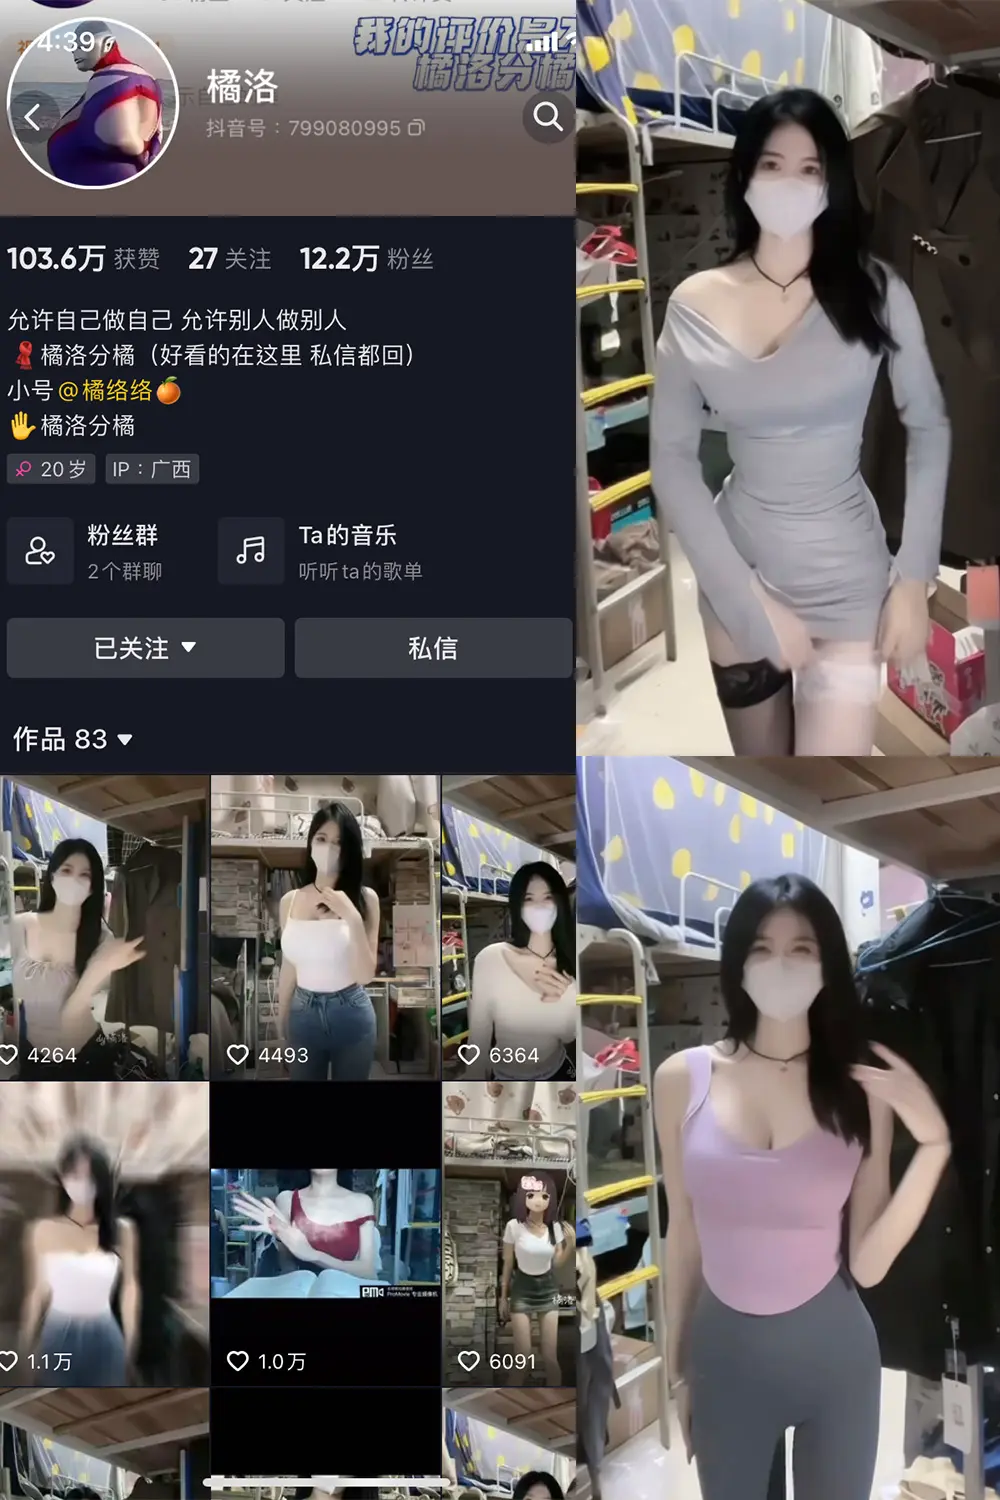 4:39
我的评价是不
橘洛分橘
橘洛
抖音号：799080995
103.6万 获赞 27 关注 12.2万 粉丝
允许自己做自己 允许别人做别人
橘洛分橘（好看的在这里 私信都回）
小号@橘络络🍊
🖐橘洛分橘
20岁 IP：广西
粉丝群
2个群聊
Ta的音乐
听听ta的歌单
已关注
私信
作品 83
4264
4493
6364
1.1万
1.0万
6091